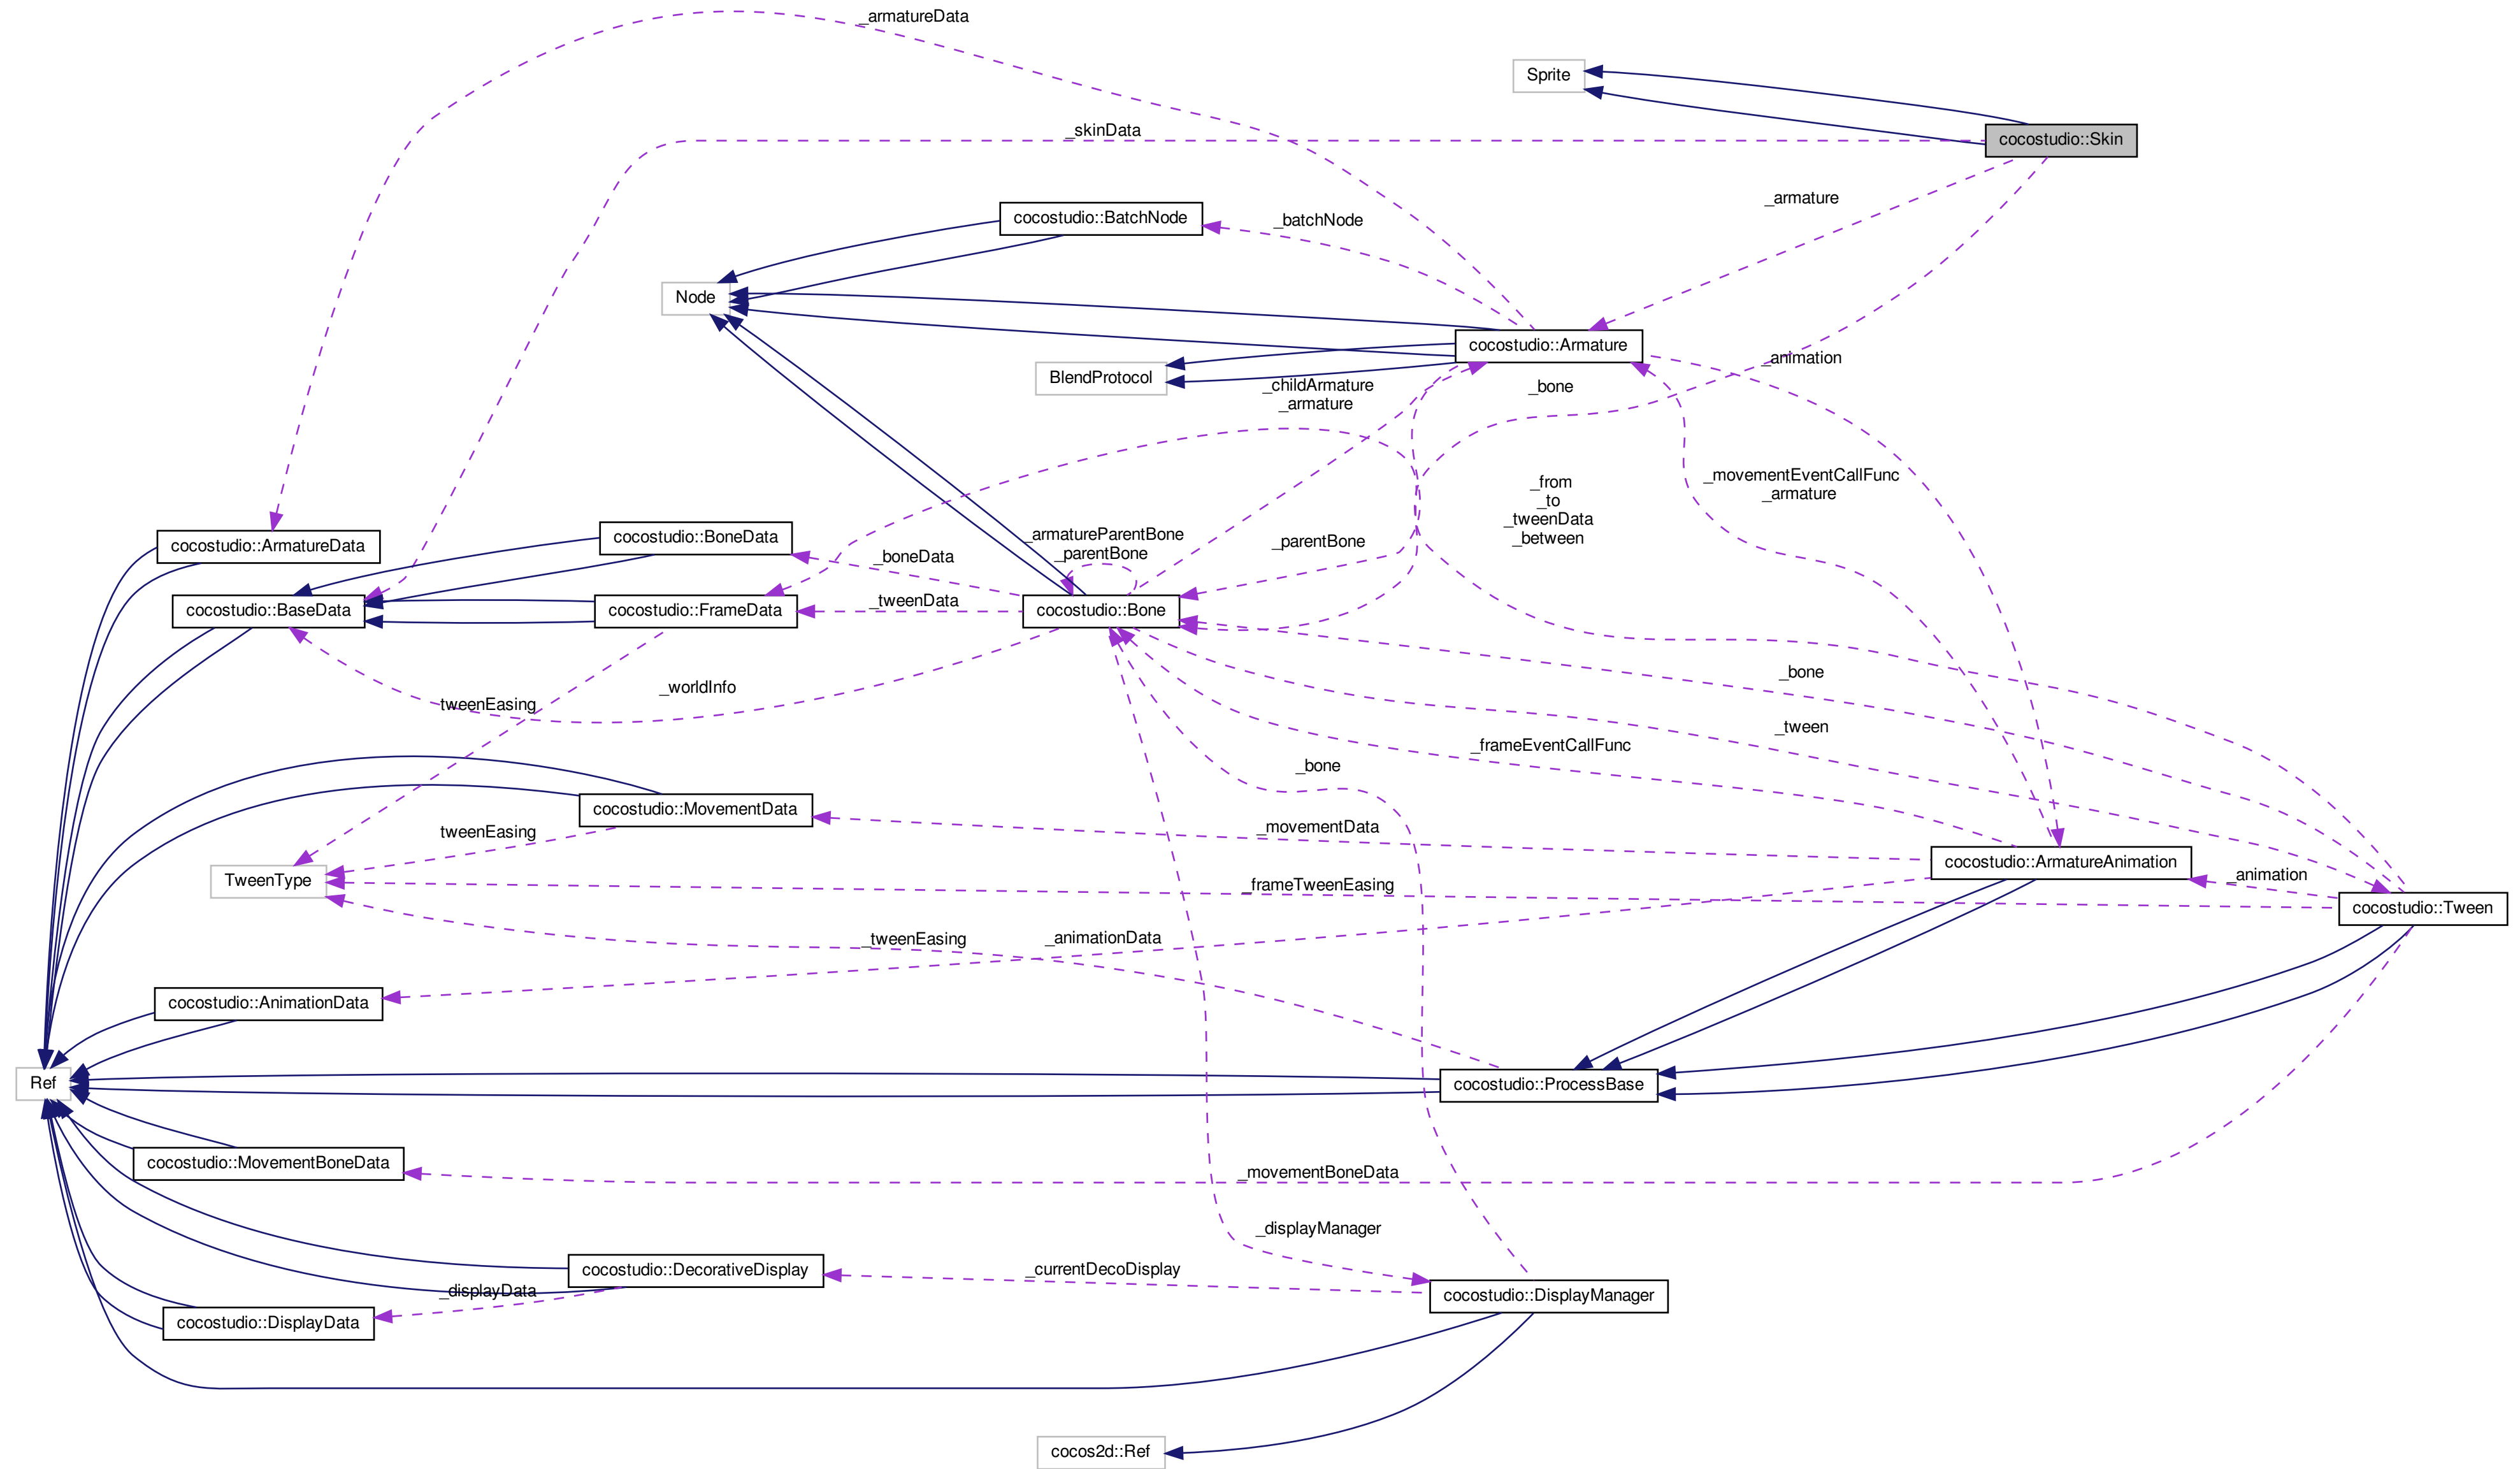 _armatureData
Sprite
_skinData
cocostudio::Skin
_armature
cocostudio::BatchNode
_batchNode
Node
cocostudio::Armature
_animation
BlendProtocol
_childArmature
_armature
_bone
_movementEventCallFunc
_armature
_from
_to
_tweenData
_between
_armatureParentBone
_parentBone
_parentBone
cocostudio::ArmatureData
cocostudio::BoneData
_boneData
cocostudio::BaseData
cocostudio::FrameData
_tweenData
cocostudio::Bone
_bone
_worldInfo
tweenEasing
_tween
_frameEventCallFunc
_bone
cocostudio::MovementData
_movementData
tweenEasing
cocostudio::ArmatureAnimation
TweenType
_frameTweenEasing
_animation
cocostudio::Tween
_tweenEasing
_animationData
cocostudio::AnimationData
Ref
cocostudio::ProcessBase
cocostudio::MovementBoneData
_movementBoneData
_displayManager
cocostudio::DecorativeDisplay
_currentDecoDisplay
_displayData
cocostudio::DisplayManager
cocostudio::DisplayData
cocos2d::Ref